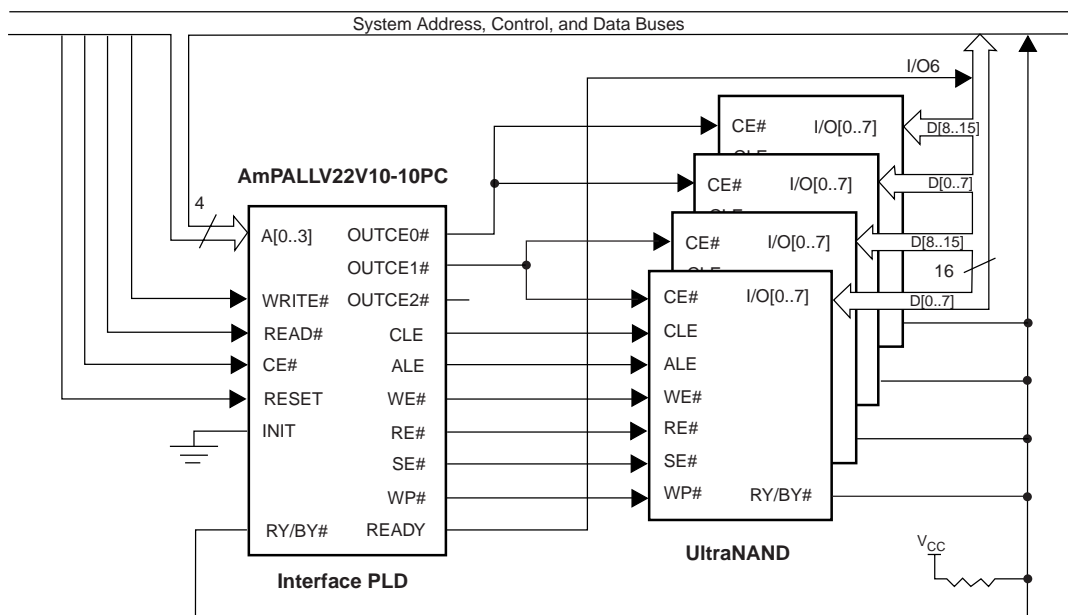 System Address, Control, and Data Buses
I/O6
CE# I/O[0..7]
D[8..15]
CLE
CE# I/O[0..7]
D[0..7]
CE# I/O[0..7]
D[8..15]
16
CE# I/O[0..7]
D[0..7]
CLE
ALE
WE#
RE#
SE#
WP# RY/BY#
UltraNAND
AmPALLV22V10-10PC
4
A[0..3] OUTCE0#
OUTCE1#
WRITE# OUTCE2#
READ# CLE
CE# ALE
RESET WE#
INIT RE#
SE#
WP#
RY/BY# READY
Interface PLD
VCC